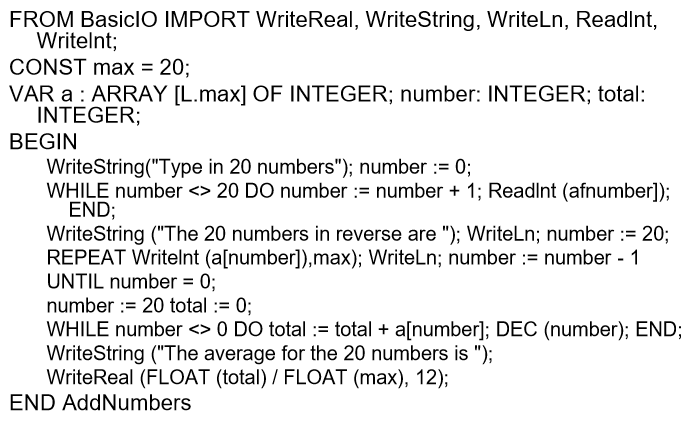 FROM BasicIO IMPORT WriteReal, WriteString, WriteLn, ReadInt,
WriteInt;
CONST max = 20;
VAR a : ARRAY [L.max] OF INTEGER; number: INTEGER; total:
INTEGER;
BEGIN
WriteString("Type in 20 numbers"); number := 0;
WHILE number <> 20 DO number := number + 1; ReadInt (afnumber]);
END;
WriteString ("The 20 numbers in reverse are "); WriteLn; number := 20;
REPEAT WriteInt (a[number]),max); WriteLn; number := number - 1
UNTIL number = 0;
number := 20 total := 0;
WHILE number <> 0 DO total := total + a[number]; DEC (number); END;
WriteString ("The average for the 20 numbers is ");
WriteReal (FLOAT (total) / FLOAT (max), 12);
END AddNumbers